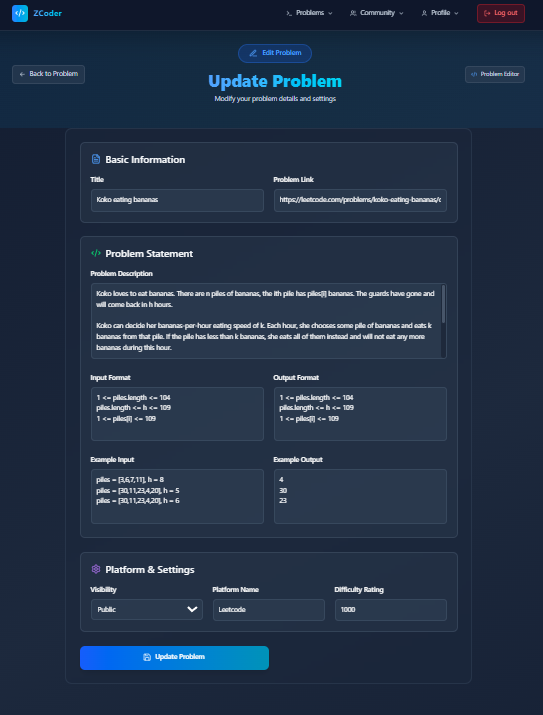 ZCoder
Problems
Community
Profile
Log out
Edit Problem
Back to Problem
Update Problem
Problem Editor
Modify your problem details and settings
Basic Information
Title
Problem Link
Koko eating bananas
https://leetcode.com/problems/koko-eating-bananas/
Problem Statement
Problem Description
Koko loves to eat bananas. There are n piles of bananas, the ith pile has piles[i] bananas. The guards have gone and
will come back in h hours.
Koko can decide her bananas-per-hour eating speed of k. Each hour, she chooses some pile of bananas and eats k
bananas from that pile. If the pile has less than k bananas, she eats all of them instead and will not eat any more
bananas during this hour.
Input Format
Output Format
1 <= piles.length <= 104
piles.length <= h <= 109
1 <= piles[i] <= 109
1 <= piles.length <= 104
piles.length <= h <= 109
1 <= piles[i] <= 109
Example Input
Example Output
piles = [3,6,7,11], h = 8
piles = [30,11,23,4,20], h = 5
piles = [30,11,23,4,20], h = 6
4
30
23
Platform & Settings
Visibility
Platform Name
Difficulty Rating
Public
Leetcode
1000
Update Problem